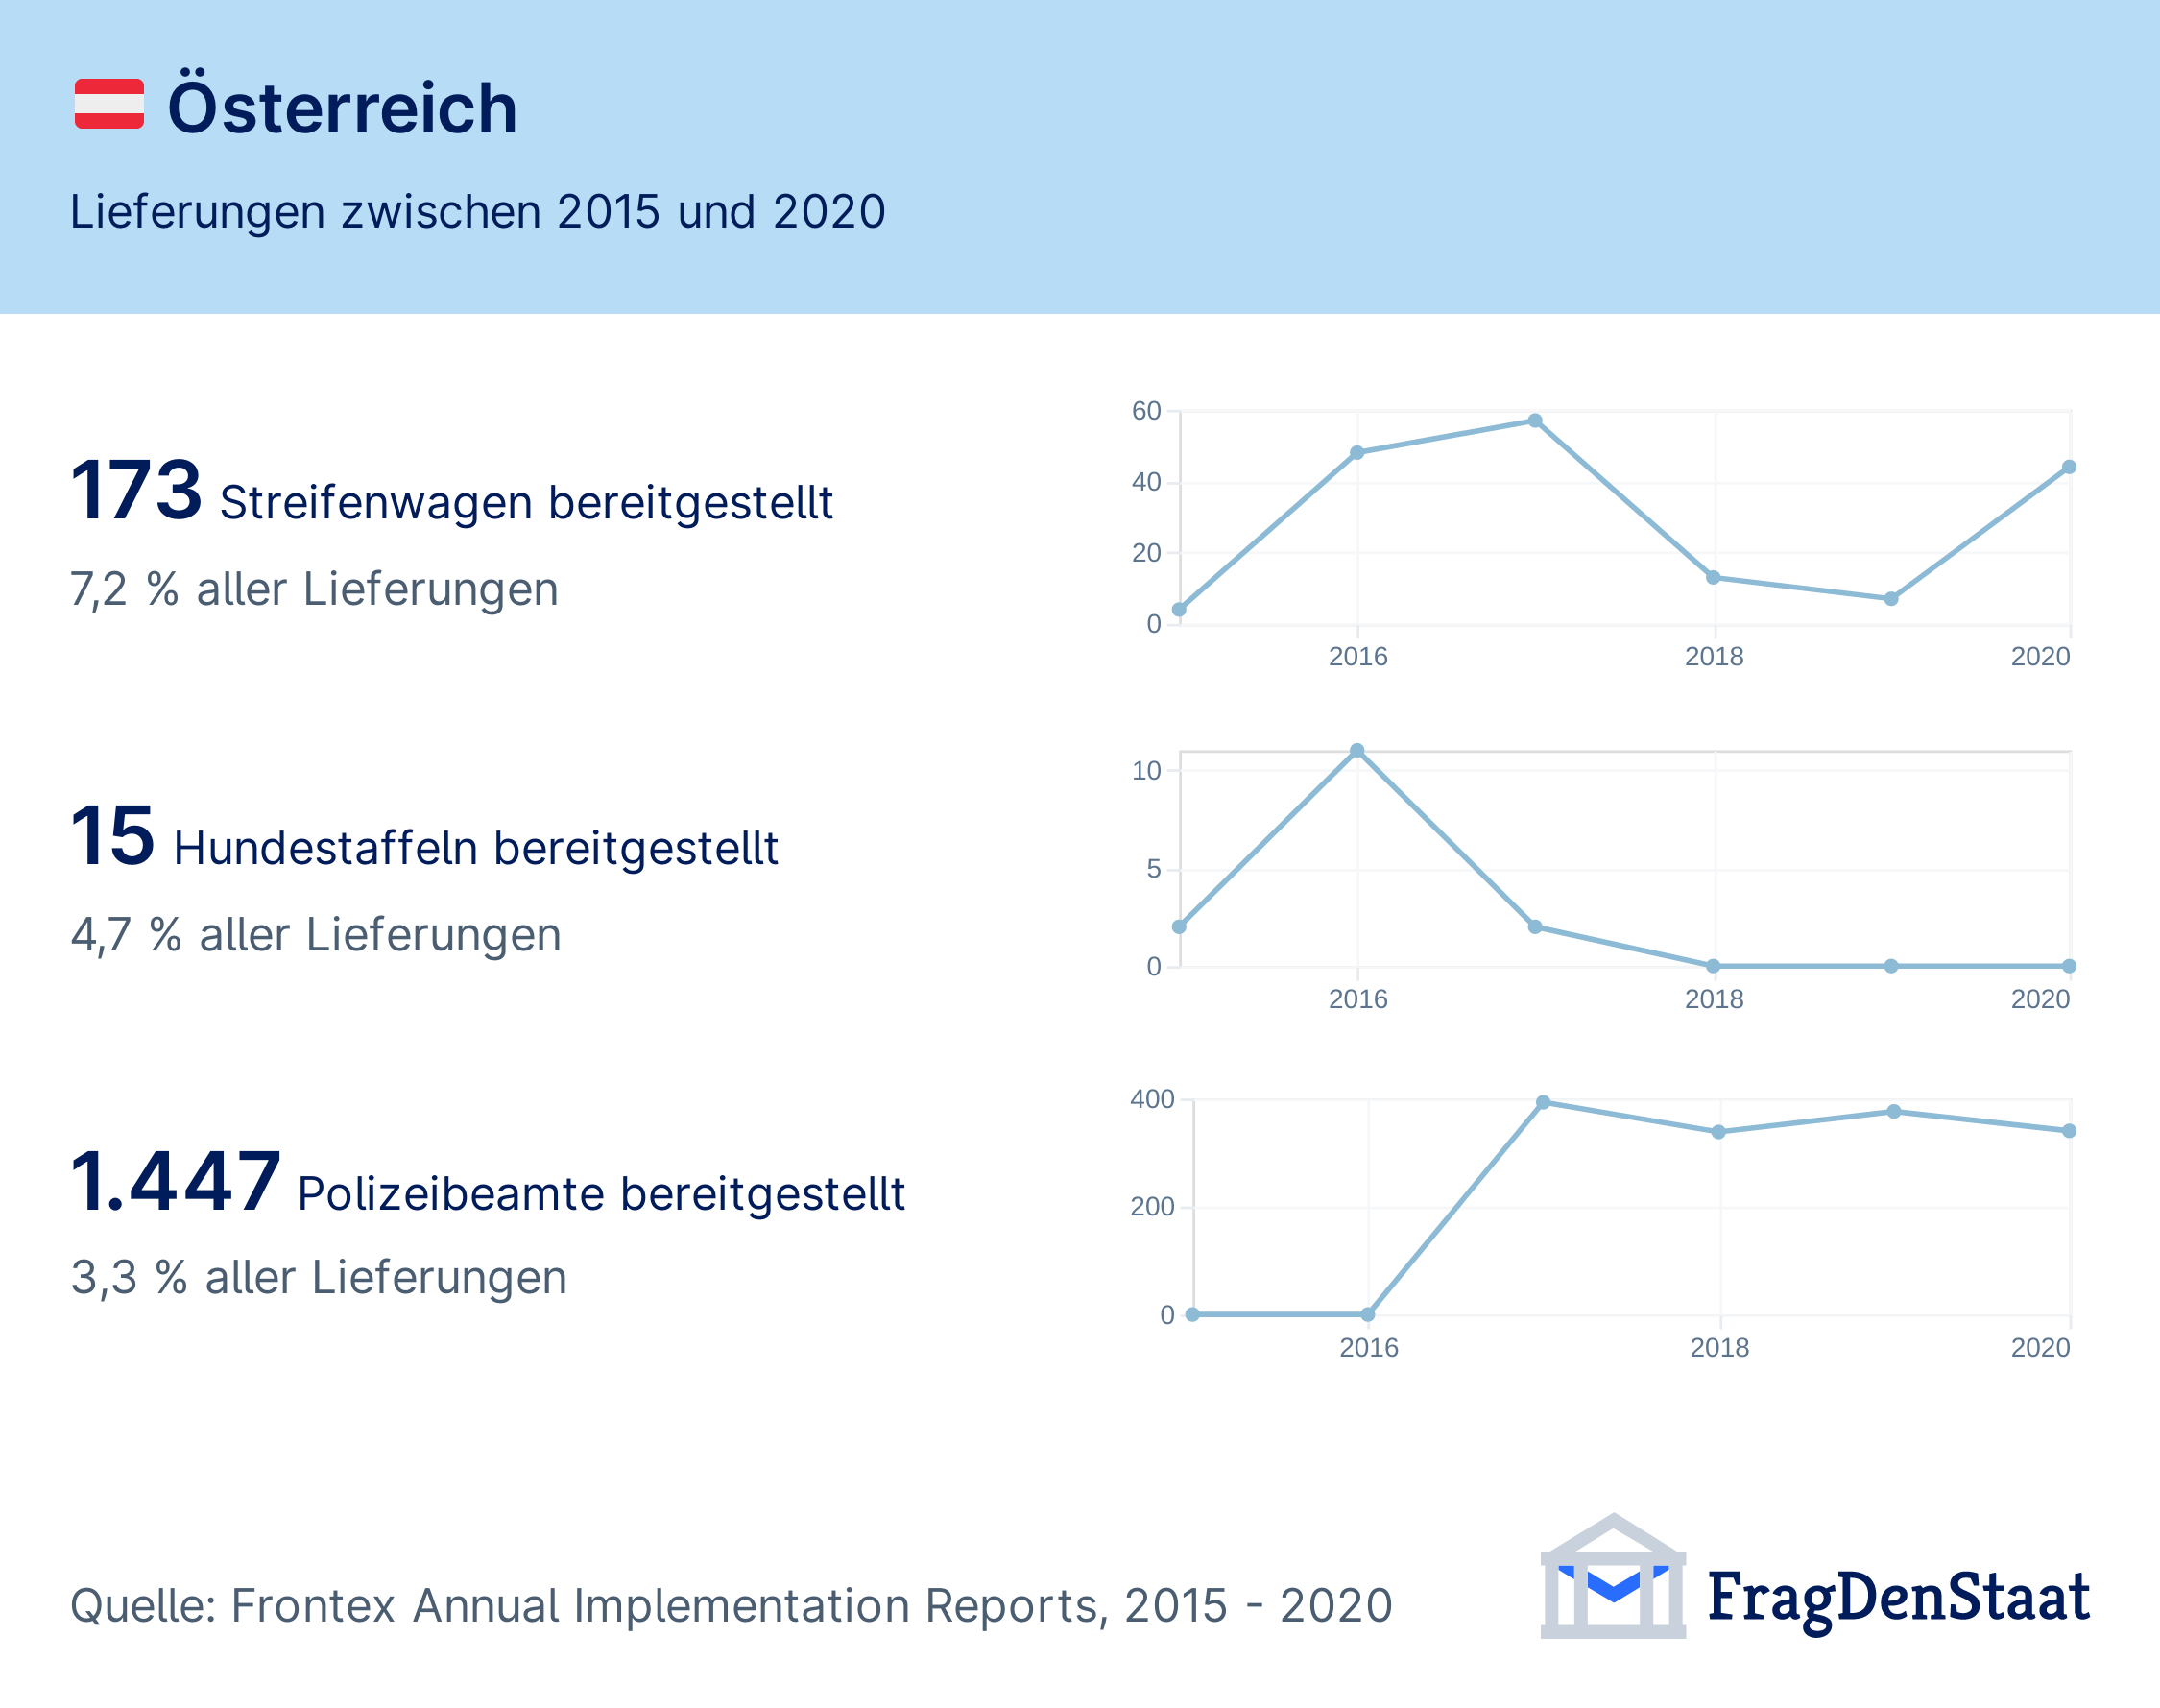 Österreich
Lieferungen zwischen 2015 und 2020
173 Streifenwagen bereitgestellt
7,2 % aller Lieferungen
60
40
20
0
2016 2018 2020
15 Hundestaffeln bereitgestellt
4,7 % aller Lieferungen
10
5
0
2016 2018 2020
1.447 Polizeibeamte bereitgestellt
3,3 % aller Lieferungen
400
200
0
2016 2018 2020
Quelle: Frontex Annual Implementation Reports, 2015 - 2020
FragDenStaat